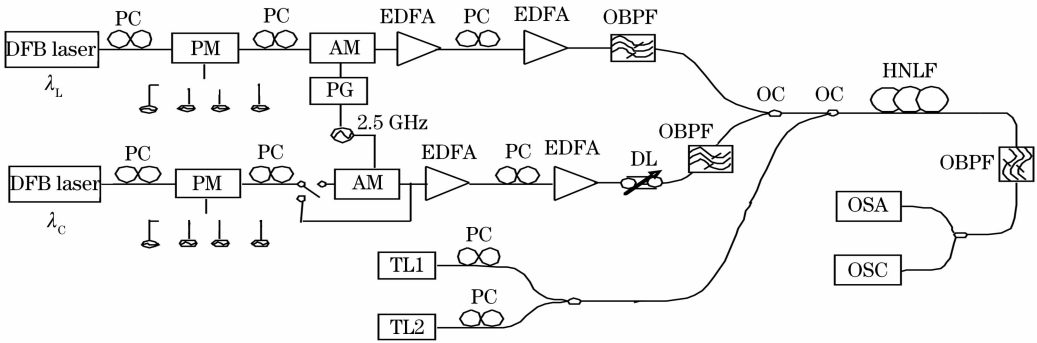 PC
PC
EDFA
PC
EDFA
OBPF
DFB laser
PM
AM
λL
PG
HNLF
OC
OC
2.5 GHz
PC
PC
EDFA
PC
EDFA
DL
OBPF
OBPF
DFB laser
PM
AM
λC
OSA
PC
TL1
OSC
PC
TL2